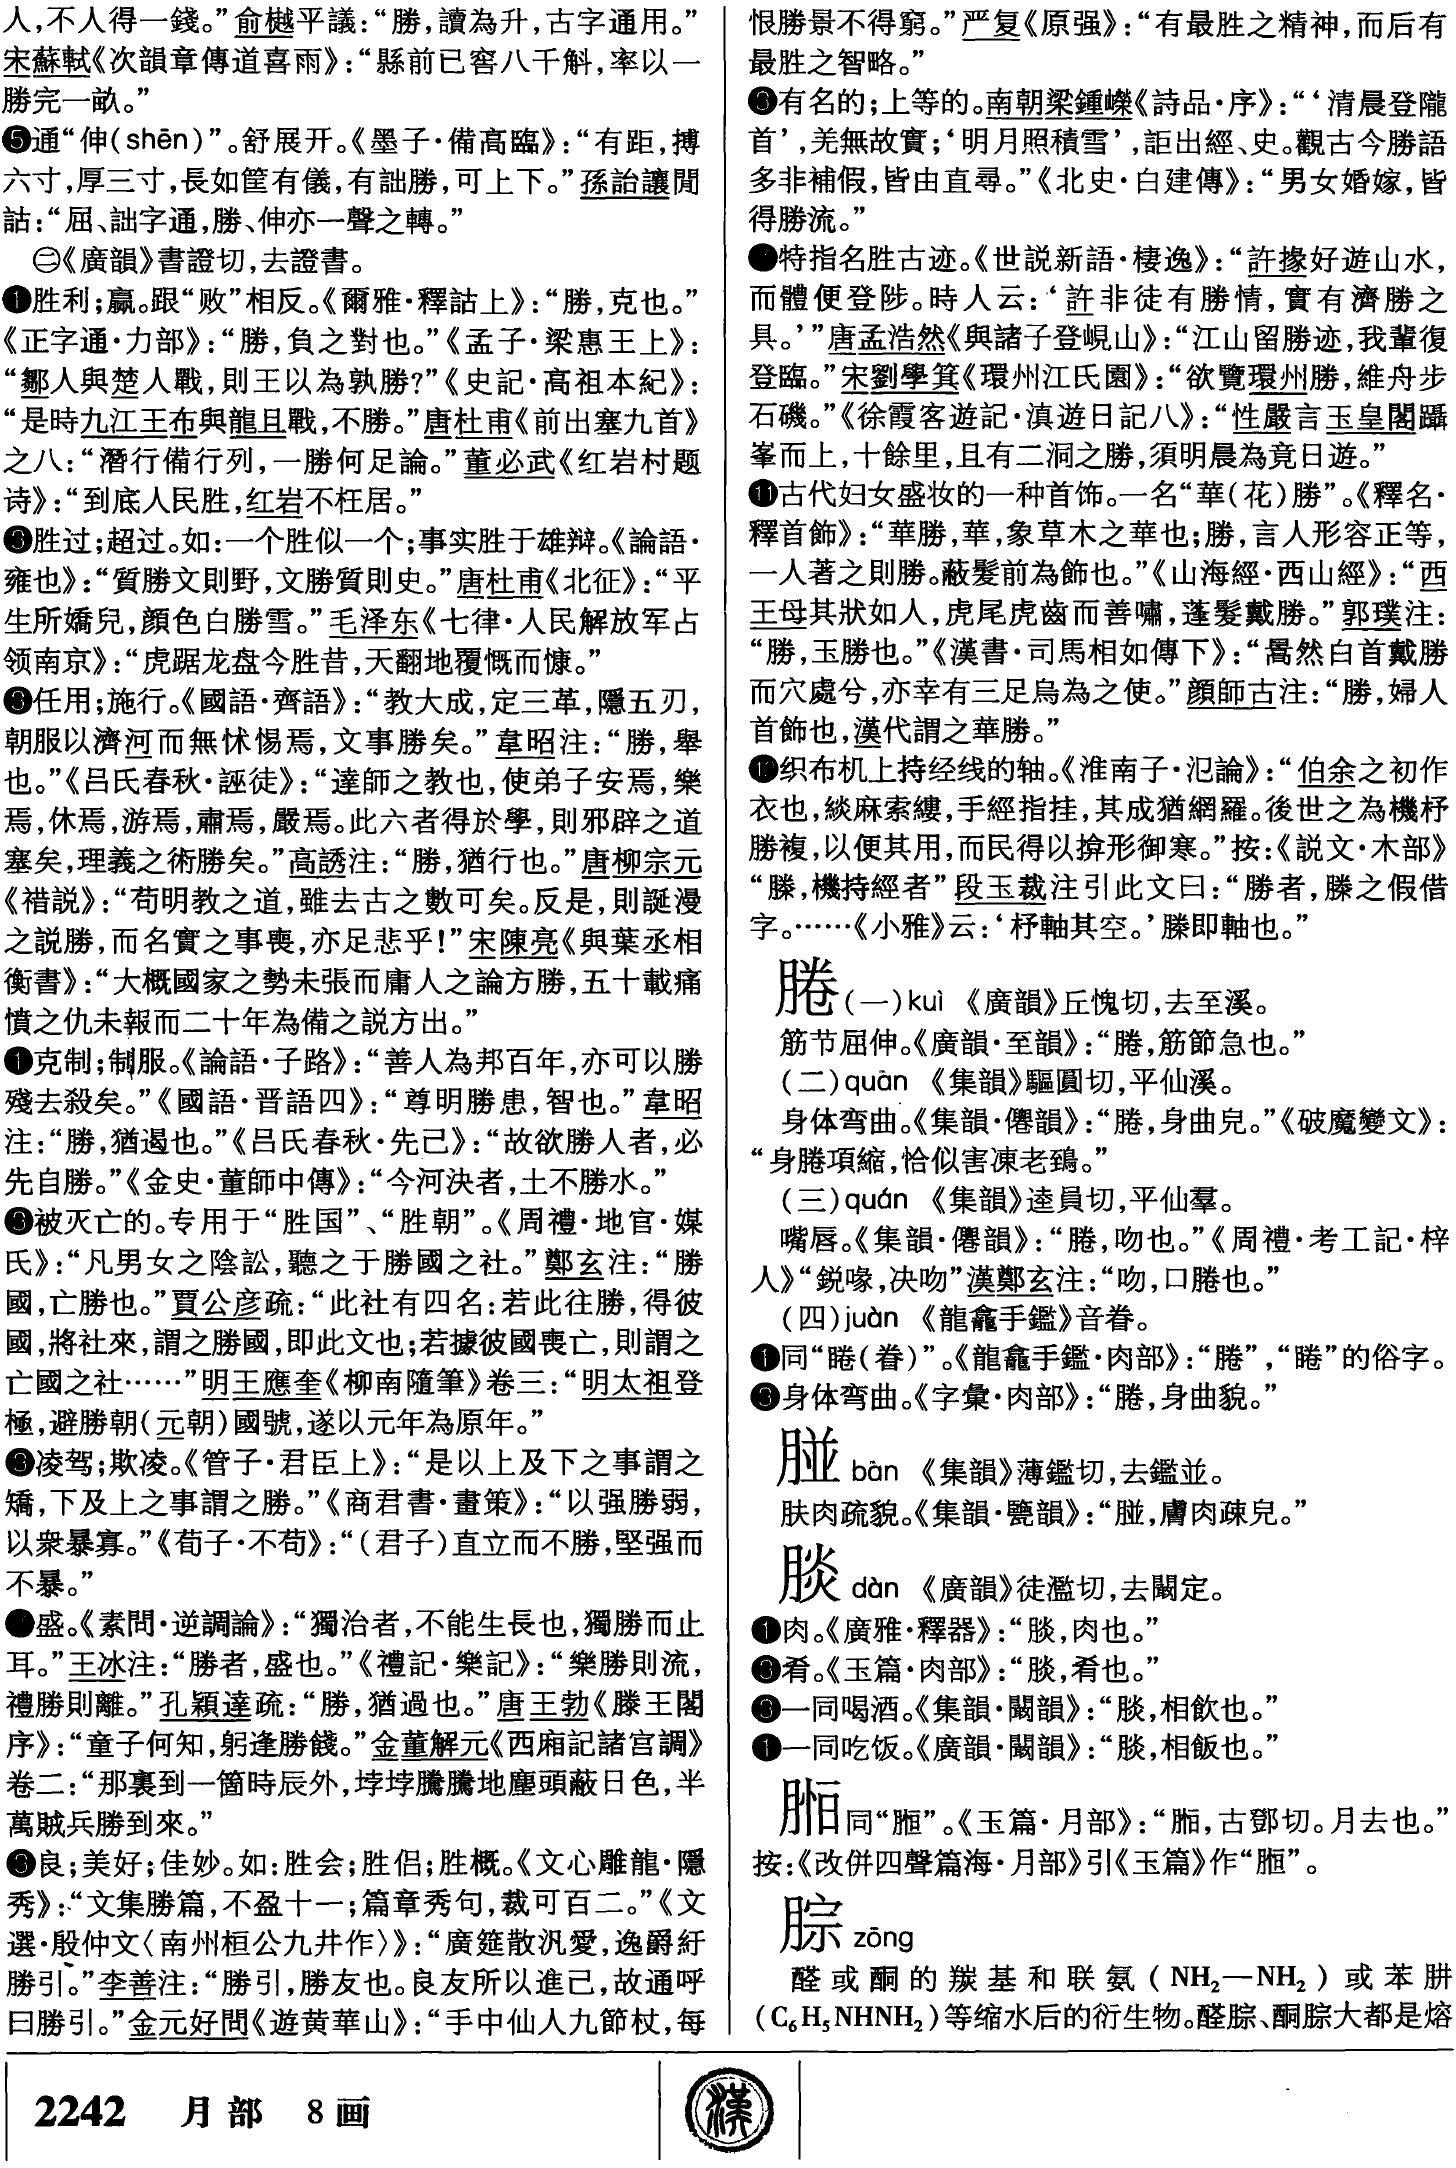 人，不人得一錢。”俞樾平議：“勝，讀為升，古字通用。”
宋蘇軾《次韻章傳道喜雨》：“縣前已窖八千斛，率以一
勝完一畝。”
❺通“伸(shēn)”。舒展开。《墨子·備高臨》：“有距，搏
六寸，厚三寸，長如筐有儀，有詘勝，可上下。”孫詒讓閒
詁：“屈、詘字通，勝、伸亦一聲之轉。”
㊁《廣韻》書證切，去證書。
❶胜利；赢。跟“败”相反。《爾雅·釋詁上》：“勝，克也。”
《正字通·力部》：“勝，負之對也。”《孟子·梁惠王上》：
“鄒人與楚人戰，則王以為孰勝？”《史記·高祖本紀》：
“是時九江王布與龍且戰，不勝。”唐杜甫《前出塞九首》
之八：“潛行備行列，一勝何足論。”董必武《红岩村题
诗》：“到底人民胜，红岩不枉居。”
❸胜过；超过。如：一个胜似一个；事实胜于雄辩。《論語·
雍也》：“質勝文則野，文勝質則史。”唐杜甫《北征》：“平
生所嬌兒，顔色白勝雪。”毛泽东《七律·人民解放军占
领南京》：“虎踞龙盘今胜昔，天翻地覆慨而慷。”
❸任用；施行。《國語·齊語》：“教大成，定三革，隱五刃，
朝服以濟河而無怵惕焉，文事勝矣。”韋昭注：“勝，舉
也。”《吕氏春秋·誣徒》：“達師之教也，使弟子安焉，樂
焉，休焉，游焉，肅焉，嚴焉。此六者得於學，則邪辟之道
塞矣，理義之術勝矣。”高誘注：“勝，猶行也。”唐柳宗元
《䄍説》：“苟明教之道，雖去古之數可矣。反是，則誕漫
之説勝，而名實之事喪，亦足悲乎！”宋陳亮《與葉丞相
衡書》：“大概國家之勢未張而庸人之論方勝，五十載痛
憤之仇未報而二十年為備之説方出。”
❶克制；制服。《論語·子路》：“善人為邦百年，亦可以勝
殘去殺矣。”《國語·晋語四》：“尊明勝患，智也。”韋昭
注：“勝，猶遏也。”《吕氏春秋·先己》：“故欲勝人者，必
先自勝。”《金史·董師中傳》：“今河決者，土不勝水。”
❸被灭亡的。专用于“胜国”、“胜朝”。《周禮·地官·媒
氏》：“凡男女之陰訟，聽之于勝國之社。”鄭玄注：“勝
國，亡勝也。”賈公彦疏：“此社有四名：若此往勝，得彼
國，將社來，謂之勝國，即此文也；若據彼國喪亡，則謂之
亡國之社……”明王應奎《柳南隨筆》卷三：“明太祖登
極，避勝朝(元朝)國號，遂以元年為原年。”
❸凌驾；欺凌。《管子·君臣上》：“是以上及下之事謂之
矯，下及上之事謂之勝。”《商君書·畫策》：“以强勝弱，
以衆暴寡。”《荀子·不苟》：“(君子)直立而不勝，堅强而
不暴。”
盛。《素問·逆調論》：“獨治者，不能生長也，獨勝而止
耳。”王冰注：“勝者，盛也。”《禮記·樂記》：“樂勝則流，
禮勝則離。”孔穎達疏：“勝，猶過也。”唐王勃《滕王閣
序》：“童子何知，躬逢勝餞。”金董解元《西廂記諸宫調》
卷二：“那裏到一箇時辰外，埻埻騰騰地塵頭蔽日色，半
萬賊兵勝到來。”
❸良；美好；佳妙。如：胜会；胜侣；胜概。《文心雕龍·隱
秀》：“文集勝篇，不盈十一；篇章秀句，裁可百二。”《文
選·殷仲文〈南州桓公九井作〉》：“廣筵散汎愛，逸爵紆
勝引。”李善注：“勝引，勝友也。良友所以進己，故通呼
曰勝引。”金元好問《遊黄華山》：“手中仙人九節杖，每
恨勝景不得窮。”严复《原强》：“有最胜之精神，而后有
最胜之智略。”
❸有名的；上等的。南朝梁鍾嶸《詩品·序》：“‘清晨登隴
首’，羌無故實；‘明月照積雪’，詎出經、史。觀古今勝語
多非補假，皆由直尋。”《北史·白建傳》：“男女婚嫁，皆
得勝流。”
特指名胜古迹。《世説新語·棲逸》：“許掾好遊山水，
而體便登陟。時人云：‘許非徒有勝情，實有濟勝之
具。’”唐孟浩然《與諸子登峴山》：“江山留勝迹，我輩復
登臨。”宋劉學箕《環州江氏園》：“欲覽環州勝，維舟步
石磯。”《徐霞客遊記·滇遊日記八》：“性嚴言玉皇閣躡
峯而上，十餘里，且有二洞之勝，須明晨為竟日遊。”
⓫古代妇女盛妆的一种首饰。一名“華(花)勝”。《釋名·
釋首飾》：“華勝，華，象草木之華也；勝，言人形容正等，
一人著之則勝。蔽髮前為飾也。”《山海經·西山經》：“西
王母其狀如人，虎尾虎齒而善嘯，蓬髮戴勝。”郭璞注：
“勝，玉勝也。”《漢書·司馬相如傳下》：“暠然白首戴勝
而穴處兮，亦幸有三足烏為之使。”顔師古注：“勝，婦人
首飾也，漢代謂之華勝。”
织布机上持经线的轴。《淮南子·氾論》：“伯余之初作
衣也，緂麻索縷，手經指挂，其成猶網羅。後世之為機杼
勝複，以便其用，而民得以揜形御寒。”按：《説文·木部》
“榺，機持經者”段玉裁注引此文曰：“勝者，榺之假借
字。……《小雅》云：‘杼軸其空。’榺即軸也。”
腃(一)kuì 《廣韻》丘愧切，去至溪。
筋节屈伸。《廣韻·至韻》：“腃，筋節急也。”
(二)quān 《集韻》驅圓切，平仙溪。
身体弯曲。《集韻·僊韻》：“腃，身曲皃。”《破魔變文》：
“身腃項縮，恰似害凍老鵄。”
(三)quán 《集韻》逵員切，平仙羣。
嘴唇。《集韻·僊韻》：“腃，吻也。”《周禮·考工記·梓
人》“鋭喙，决吻”漢鄭玄注：“吻，口腃也。”
(四)juàn 《龍龕手鑑》音眷。
❶同“睠(眷)”。《龍龕手鑑·肉部》：“腃”，“睠”的俗字。
❸身体弯曲。《字彙·肉部》：“腃，身曲貌。”
䏾 bàn 《集韻》薄鑑切，去鑑並。
肤肉疏貌。《集韻·甖韻》：“䏾，膚肉疎皃。”
腅 dàn 《廣韻》徒濫切，去闞定。
❶肉。《廣雅·釋器》：“腅，肉也。”
❸肴。《玉篇·肉部》：“腅，肴也。”
❸一同喝酒。《集韻·闞韻》：“腅，相飲也。”
❶一同吃饭。《廣韻·闞韻》：“腅，相飯也。”
同“脜”。《玉篇·月部》：“，古鄧切。月去也。”
按：《改併四聲篇海·月部》引《玉篇》作“”。
腙 zōng
醛或酮的羰基和联氨(NH₂—NH₂)或苯肼
(C₆H₅NHNH₂)等缩水后的衍生物。醛腙、酮腙大都是熔
2242 月部 8画
漢